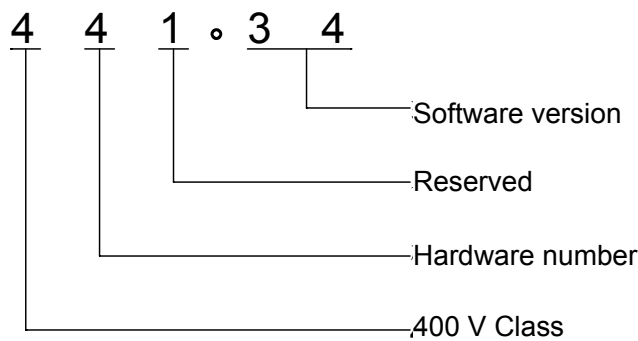 4 4 1 . 3 4
Software version
Reserved
Hardware number
400 V Class